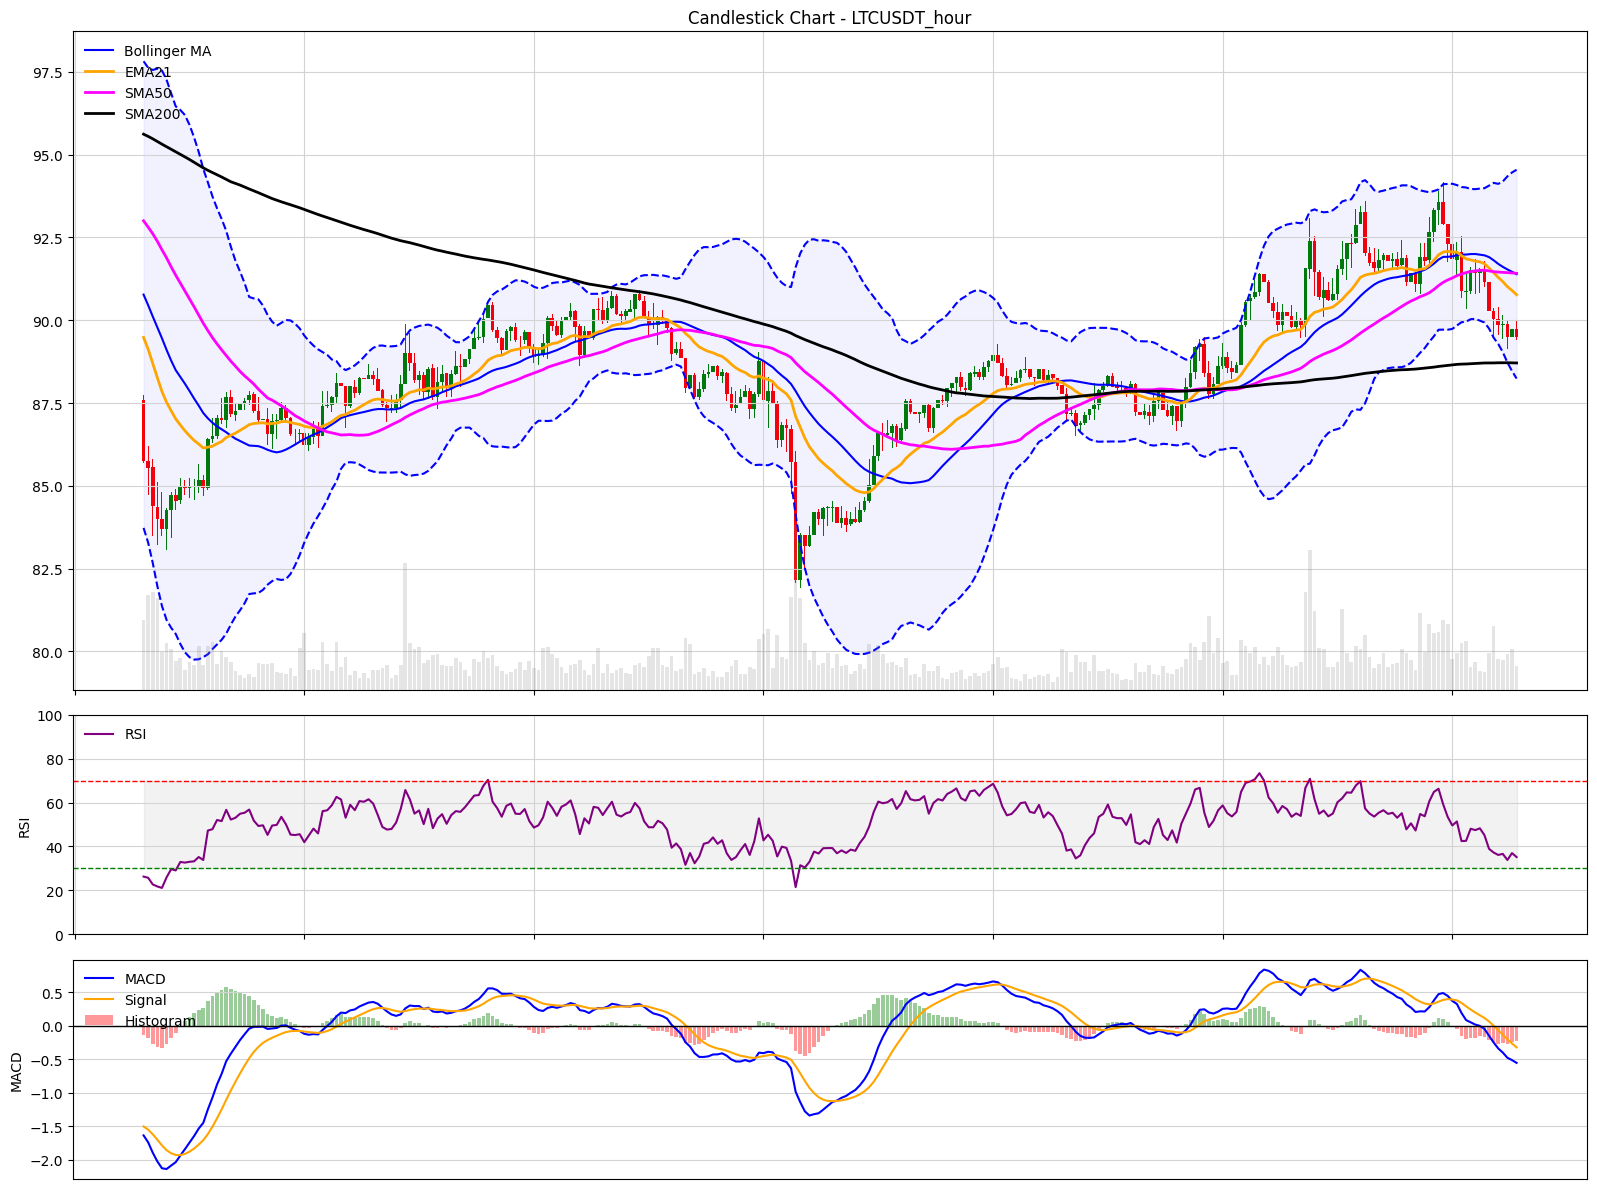 Candlestick Chart - LTCUSDT_hour
Bollinger MA
EMA21
SMA50
SMA200
97.5
95.0
92.5
90.0
87.5
85.0
82.5
80.0
RSI
100
80
60
40
20
0
RSI
MACD
Signal
Histogram
0.5
0.0
−0.5
−1.0
−1.5
−2.0
MACD